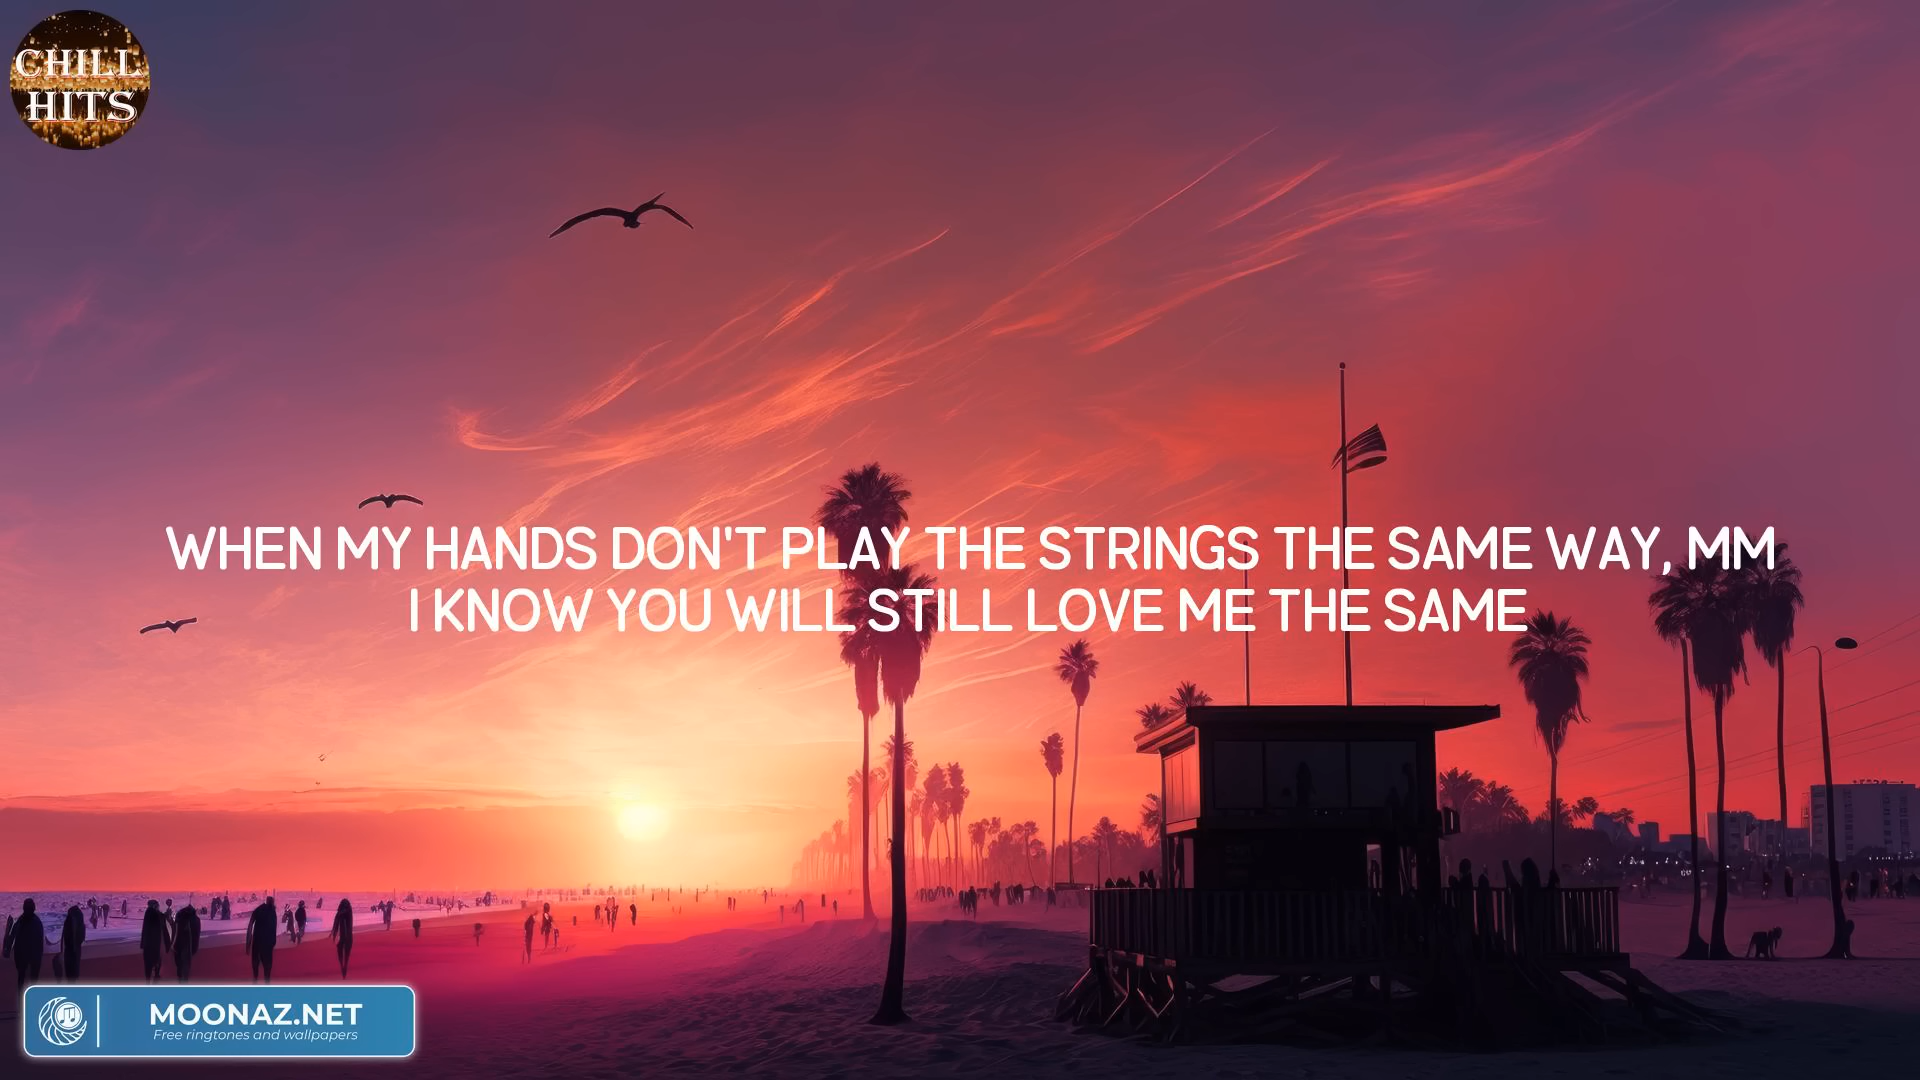 CHILL
HITS
WHEN MY HANDS DON'T PLAY THE STRINGS THE SAME WAY, MM
I KNOW YOU WILL STILL LOVE ME THE SAME
MOONAZ.NET
Free ringtones and wallpapers